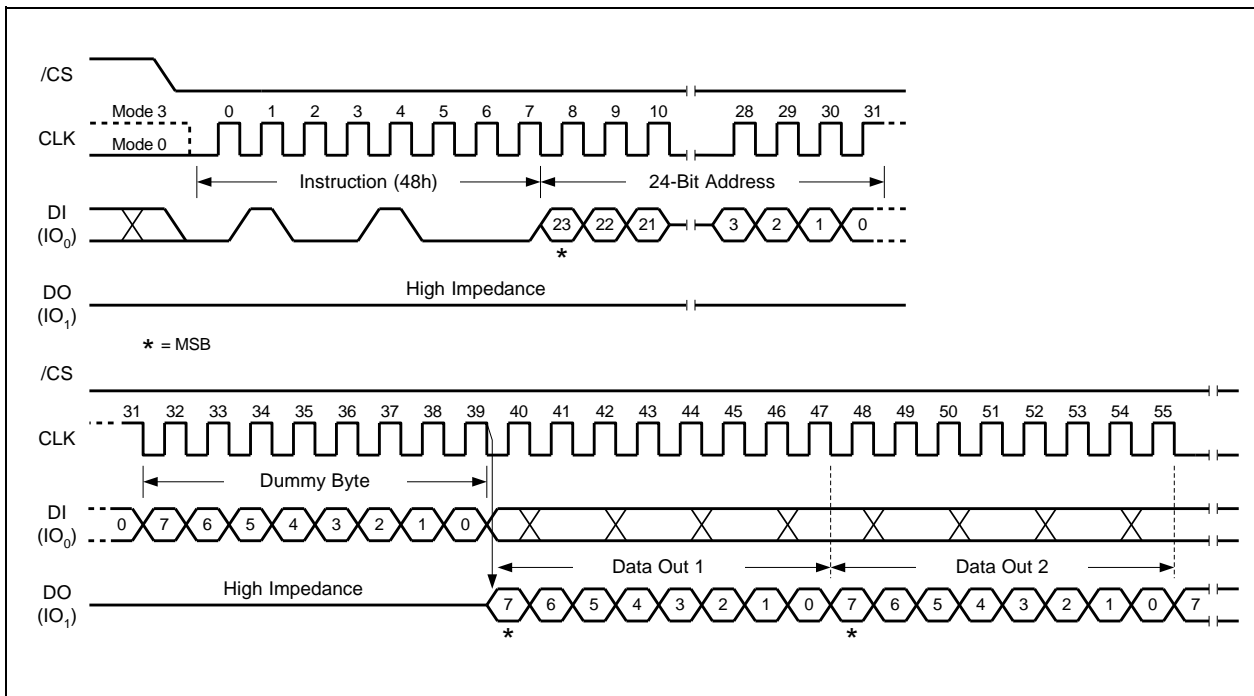 /CS
Mode 3 0 1 2 3 4 5 6 7 8 9 10 28 29 30 31
CLK
Mode 0
Instruction (48h) 24-Bit Address
DI
(IO0) 23 22 21 3 2 1 0
*
High Impedance
DO
(IO1)
* = MSB
/CS
31 32 33 34 35 36 37 38 39 40 41 42 43 44 45 46 47 48 49 50 51 52 53 54 55
CLK
Dummy Byte
DI
(IO0) 0 7 6 5 4 3 2 1 0
Data Out 1 Data Out 2
High Impedance
DO
(IO1) 7 6 5 4 3 2 1 0 7 6 5 4 3 2 1 0 7
* *